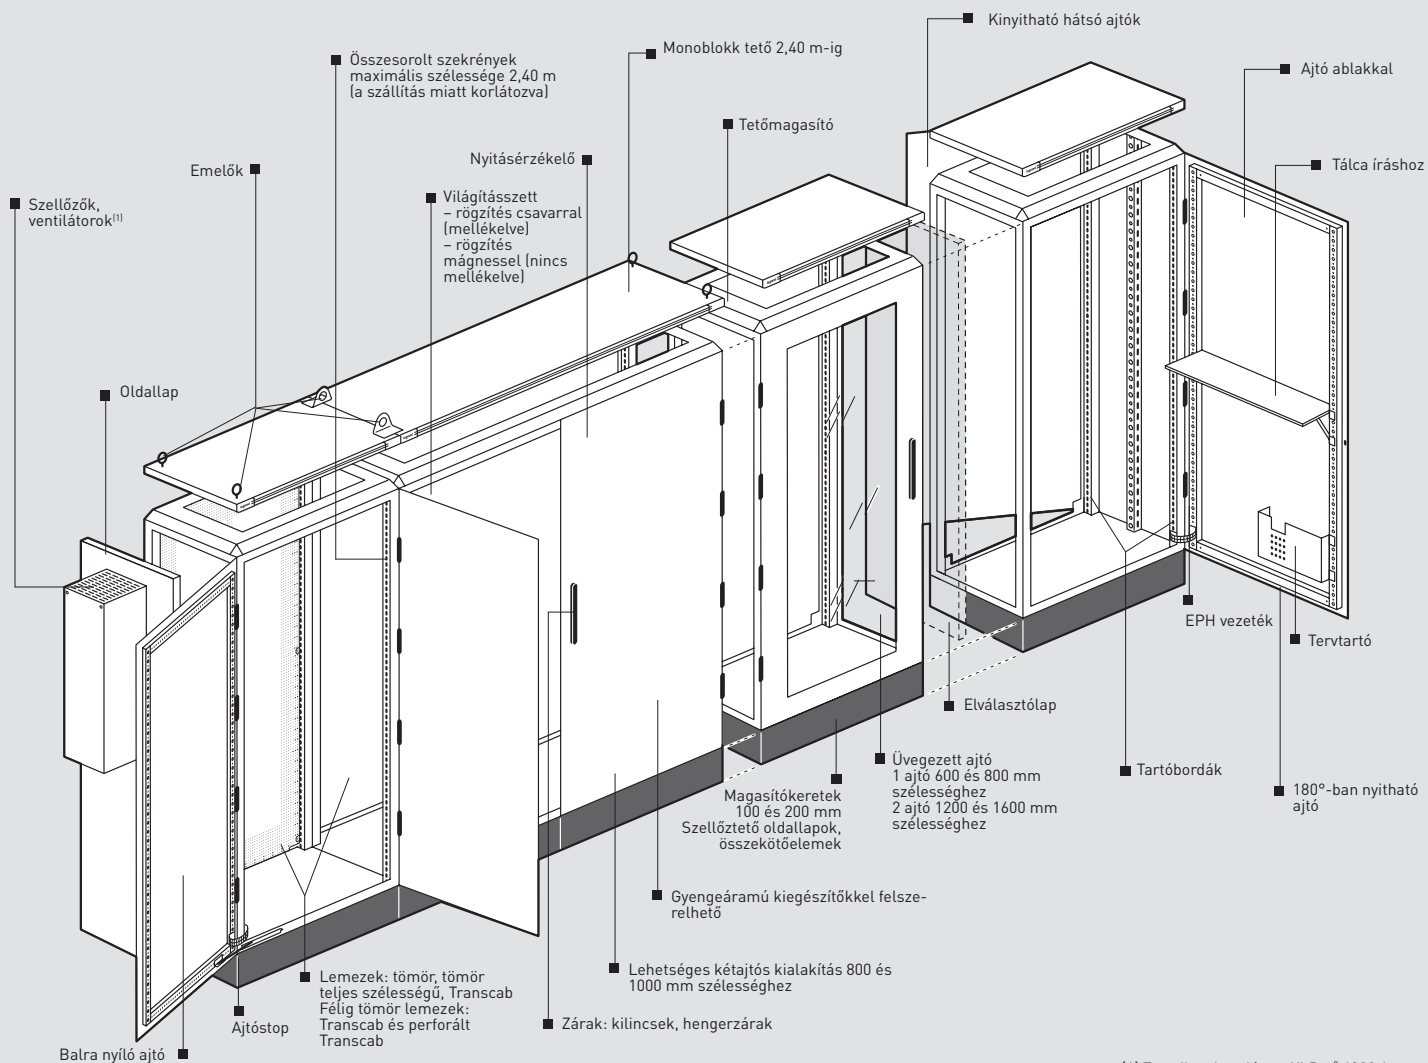 Kinyitható hátsó ajtók
Monoblokk tető 2,40 m-ig
Összesorolt szekrények
maximális szélessége 2,40 m
(a szállítás miatt korlátozva)
Ajtó ablakkal
Tetőmagasító
Nyitásérzékelő
Tálca íráshoz
Emelők
Világításszett
– rögzítés csavarral
(mellékelve)
– rögzítés
mágnessel (nincs
mellékelve)
Szellőzők,
ventilátorok(1)
Oldallap
EPH vezeték
Tervtartó
Elválasztólap
Üvegezett ajtó
1 ajtó 600 és 800 mm
szélességhez
2 ajtó 1200 és 1600 mm
szélességhez
Tartóbordák
180°-ban nyitható
ajtó
Magasítókeretek
100 és 200 mm
Szellőztető oldallapok,
összekötőelemek
Gyengeáramú kiegészítőkkel felsze-
relhető
Lehetséges kétajtós kialakítás 800 és
1000 mm szélességhez
Lemezek: tömör, tömör
teljes szélességű, Transcab
Félig tömör lemezek:
Transcab és perforált
Transcab
Zárak: kilincsek, hengerzárak
Ajtóstop
Balra nyíló ajtó